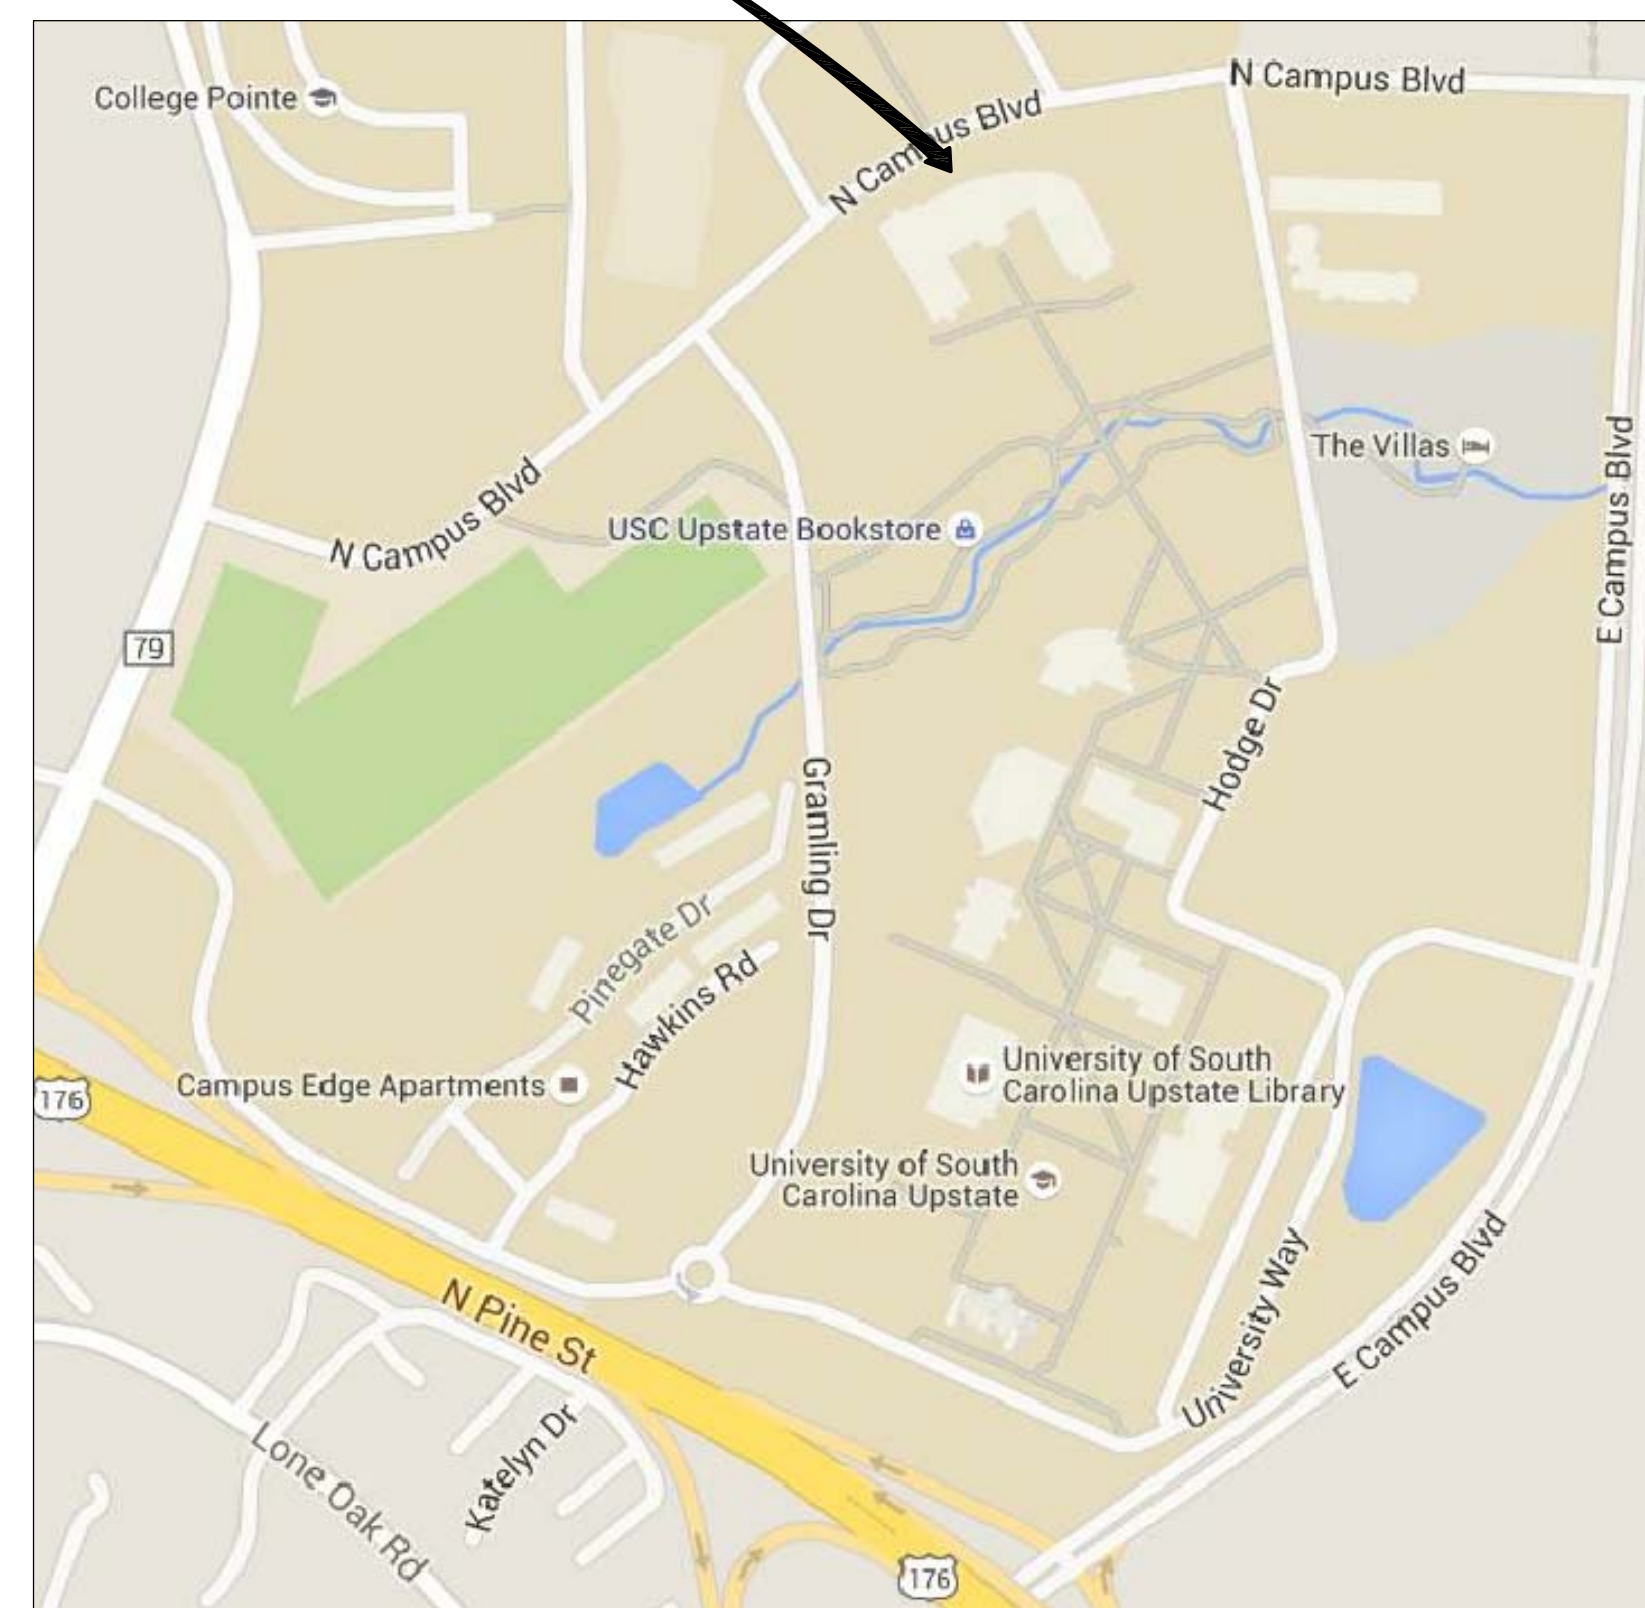 N Campus Blvd
College Pointe
N Campus Blvd
The Villas
E Campus Blvd
N Campus Blvd
USC Upstate Bookstore
79
Hodge Dr
Gramling Dr
Pinegate Dr
Hawkins Rd
University of South
Carolina Upstate Library
Campus Edge Apartments
176
University of South
Carolina Upstate
University Way
E Campus Blvd
N Pine St
Katelyn Dr
Lone Oak Rd
176